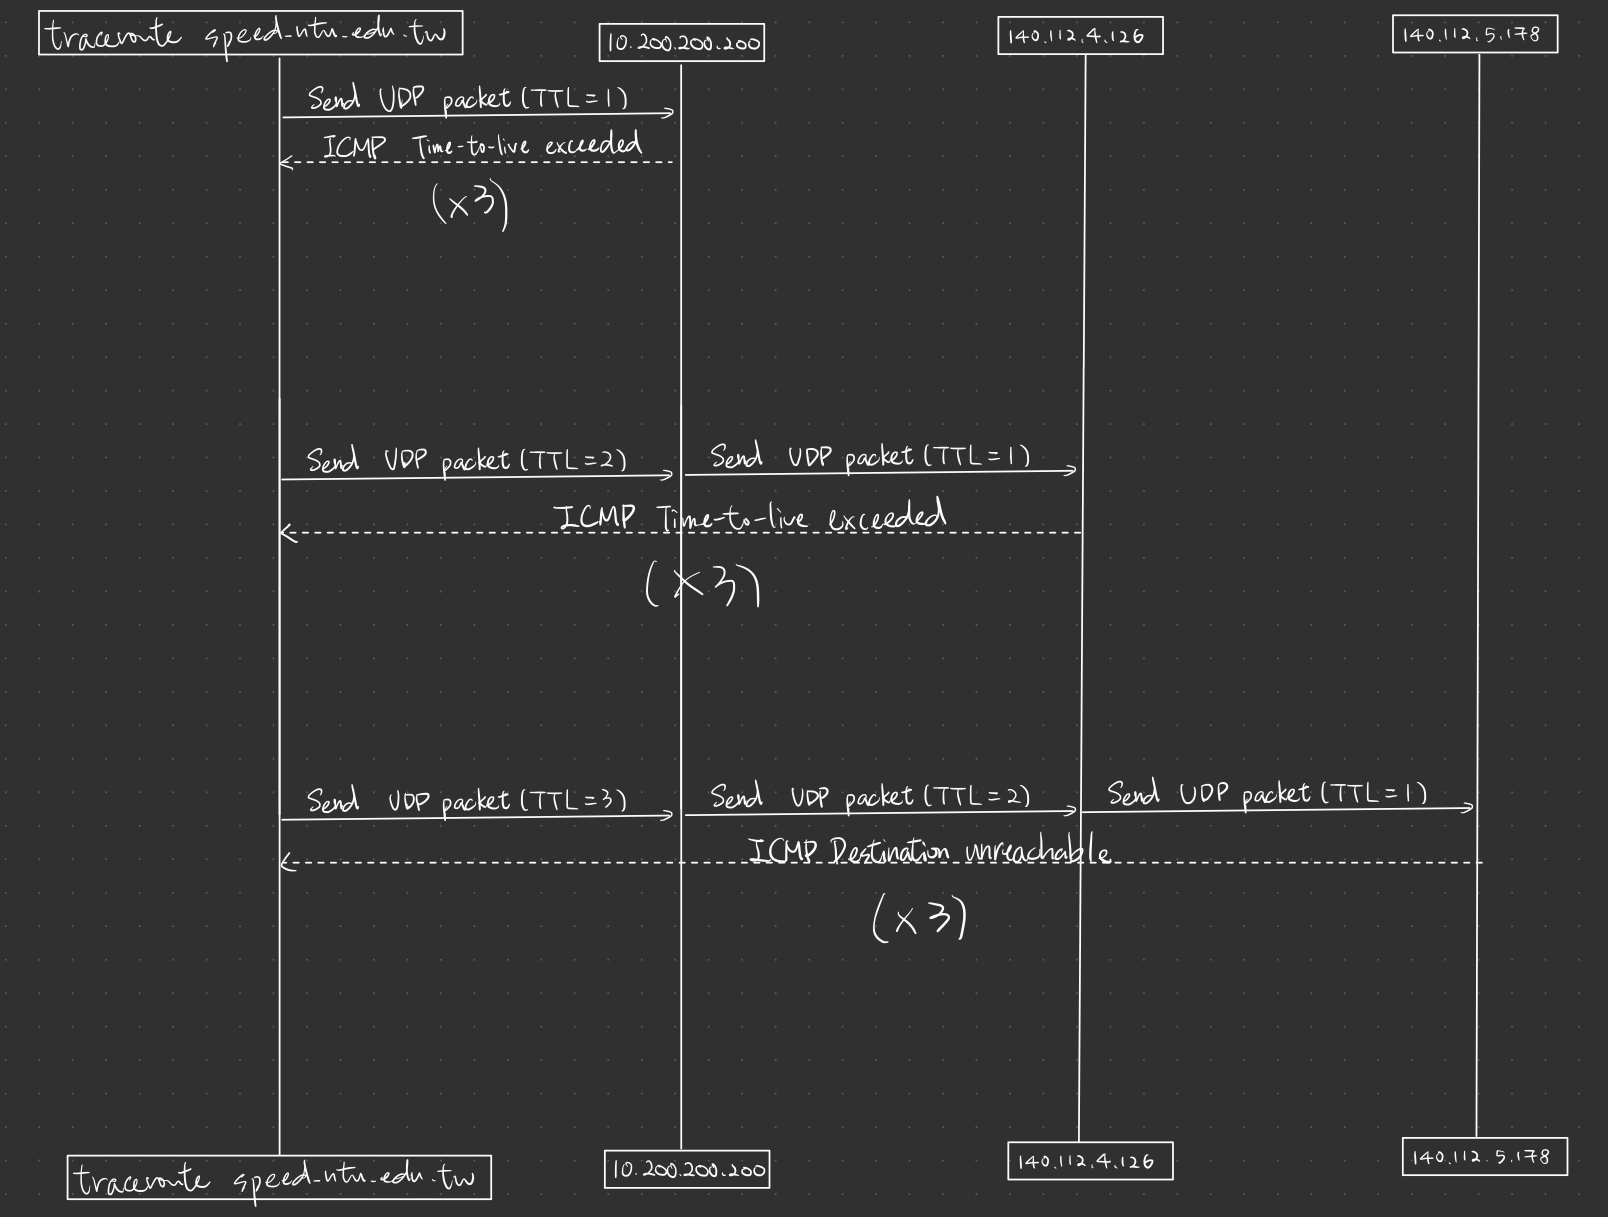 traceroute speed.ntu.edu.tw
10.200.200.200
140.112.4.126
140.112.5.178
Send UDP packet (TTL=1)
ICMP Time-to-live exceeded
(x3)
Send UDP packet (TTL=2)
Send UDP packet (TTL=1)
ICMP Time-to-live exceeded
(x3)
Send UDP packet (TTL=3)
Send UDP packet (TTL=2)
Send UDP packet (TTL=1)
ICMP Destination unreachable
(x3)
traceroute speed.ntu.edu.tw
10.200.200.200
140.112.4.126
140.112.5.178